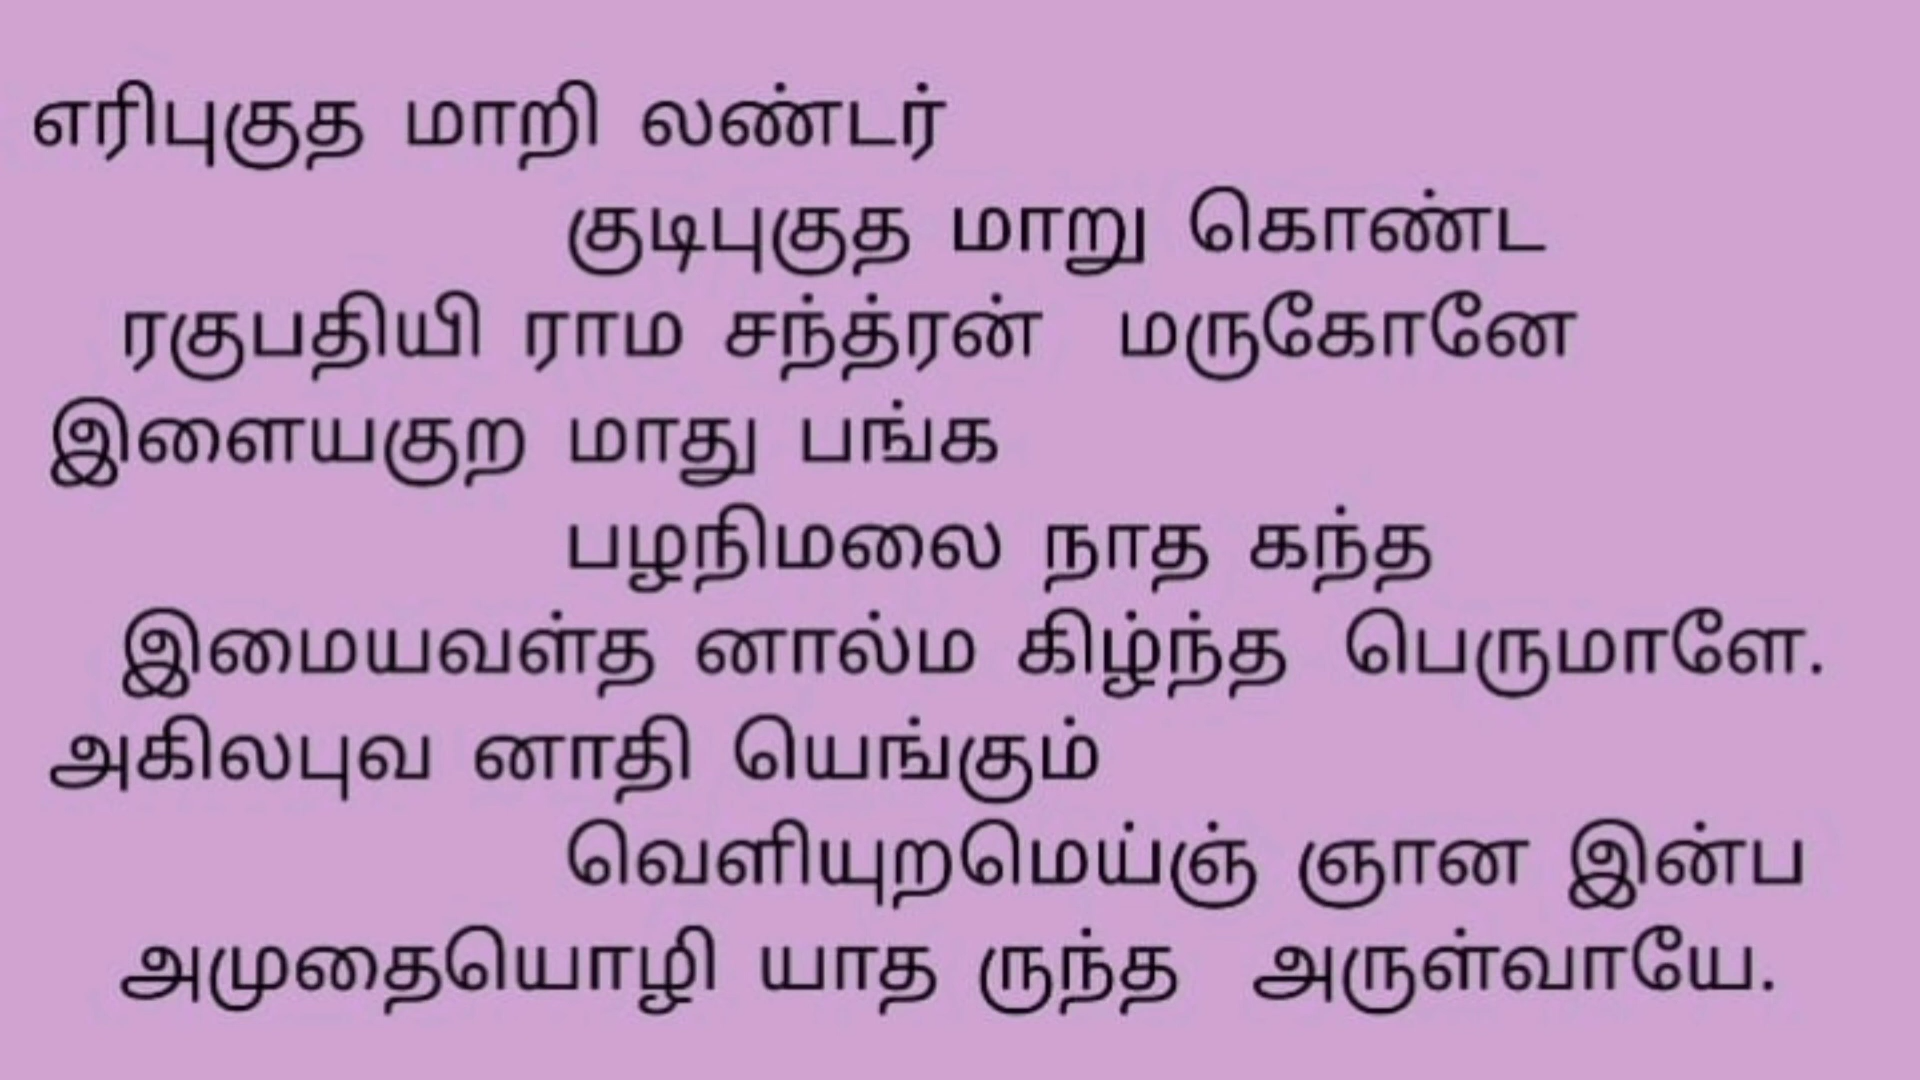 எரிபுகுத மாறி லண்டர்
குடிபுகுத மாறு கொண்ட
ரகுபதியி ராம சந்த்ரன் மருகோனே
இளையகுற மாது பங்க
பழநிமலை நாத கந்த
இமையவள்த னால்ம கிழ்ந்த பெருமாளே.
அகிலபுவ னாதி யெங்கும்
வெளியுறமெய்ஞ் ஞான இன்ப
அமுதையொழி யாத ருந்த அருள்வாயே.